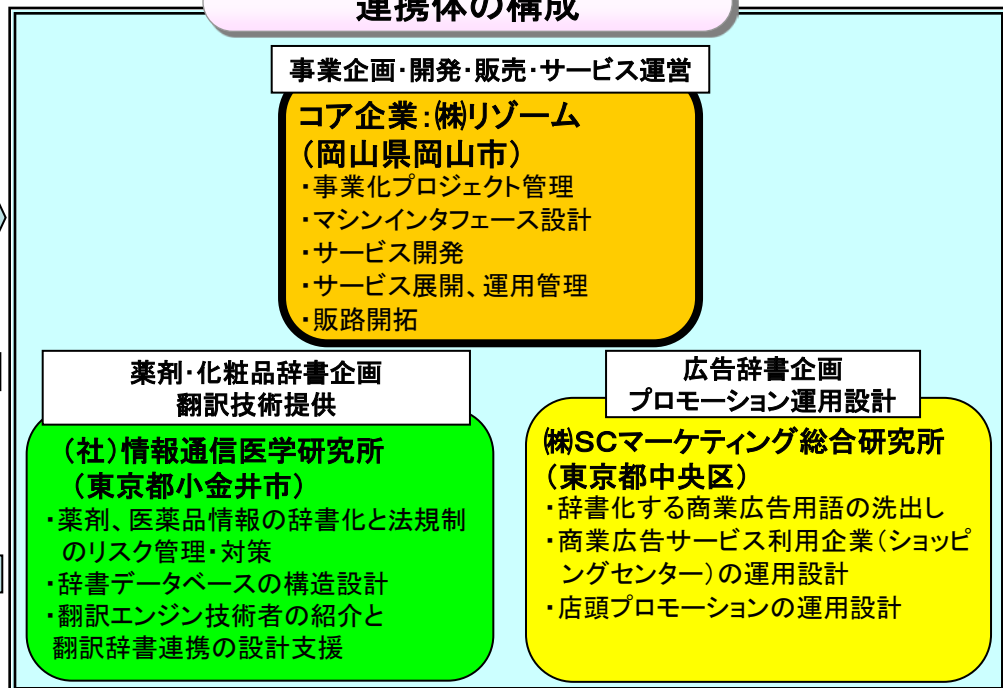 連携体の構成
事業企画・開発・販売・サービス運営
コア企業：㈱リゾーム
（岡山県岡山市）
・事業化プロジェクト管理
・マシンインタフェース設計
・サービス開発
・サービス展開、運用管理
・販路開拓
薬剤・化粧品辞書企画
翻訳技術提供
（社）情報通信医学研究所
（東京都小金井市）
・薬剤、医薬品情報の辞書化と法規制
のリスク管理・対策
・辞書データベースの構造設計
・翻訳エンジン技術者の紹介と
翻訳辞書連携の設計支援
広告辞書企画
プロモーション運用設計
㈱SCマーケティング総合研究所
（東京都中央区）
・辞書化する商業広告用語の洗出し
・商業広告サービス利用企業（ショッピ
ングセンター）の運用設計
・店頭プロモーションの運用設計